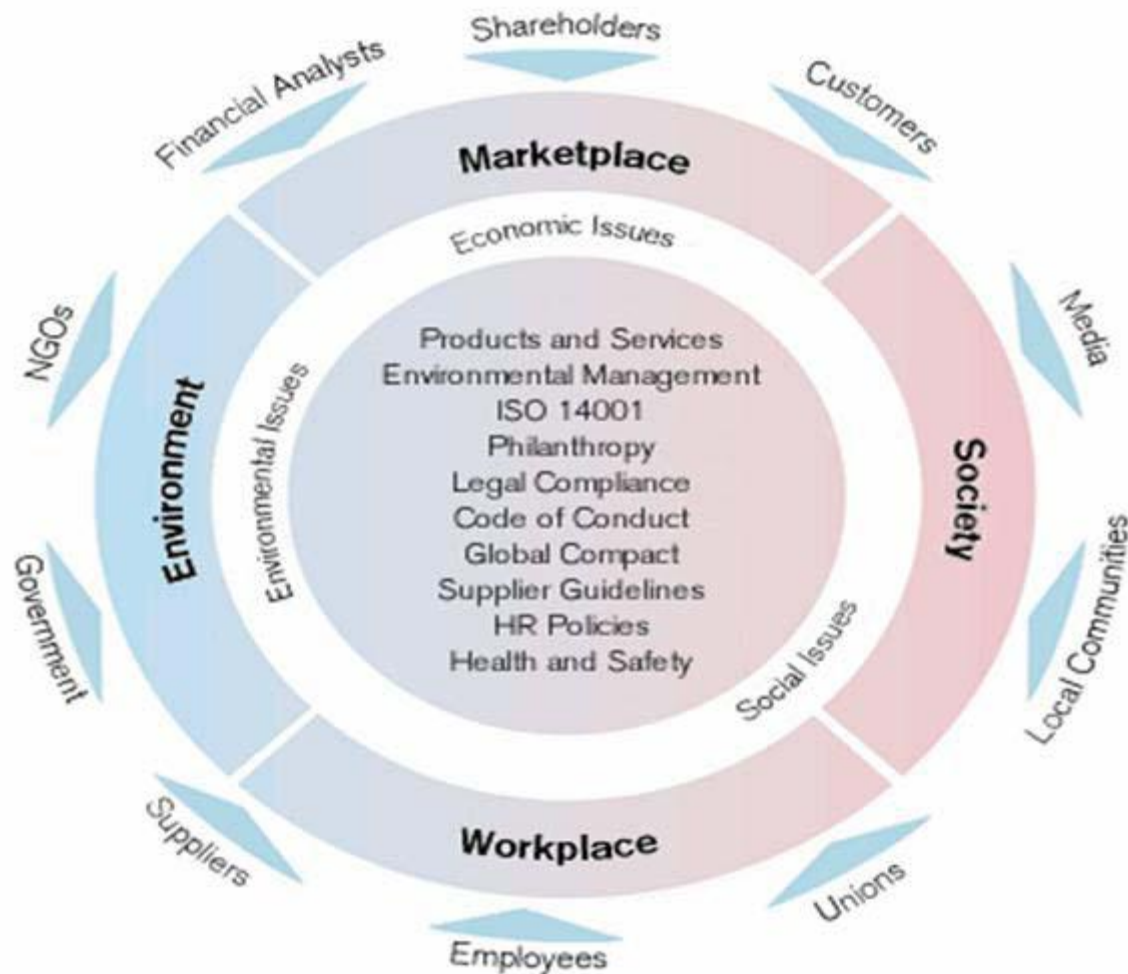 Shareholders
Financial Analysts
Customers
Marketplace
Economic Issues
NGOs
Media
Environment
Environmental Issues
Products and Services
Environmental Management
ISO 14001
Philanthropy
Legal Compliance
Code of Conduct
Global Compact
Supplier Guidelines
HR Policies
Health and Safety
Society
Social Issues
Government
Local Communities
Suppliers
Workplace
Unions
Employees